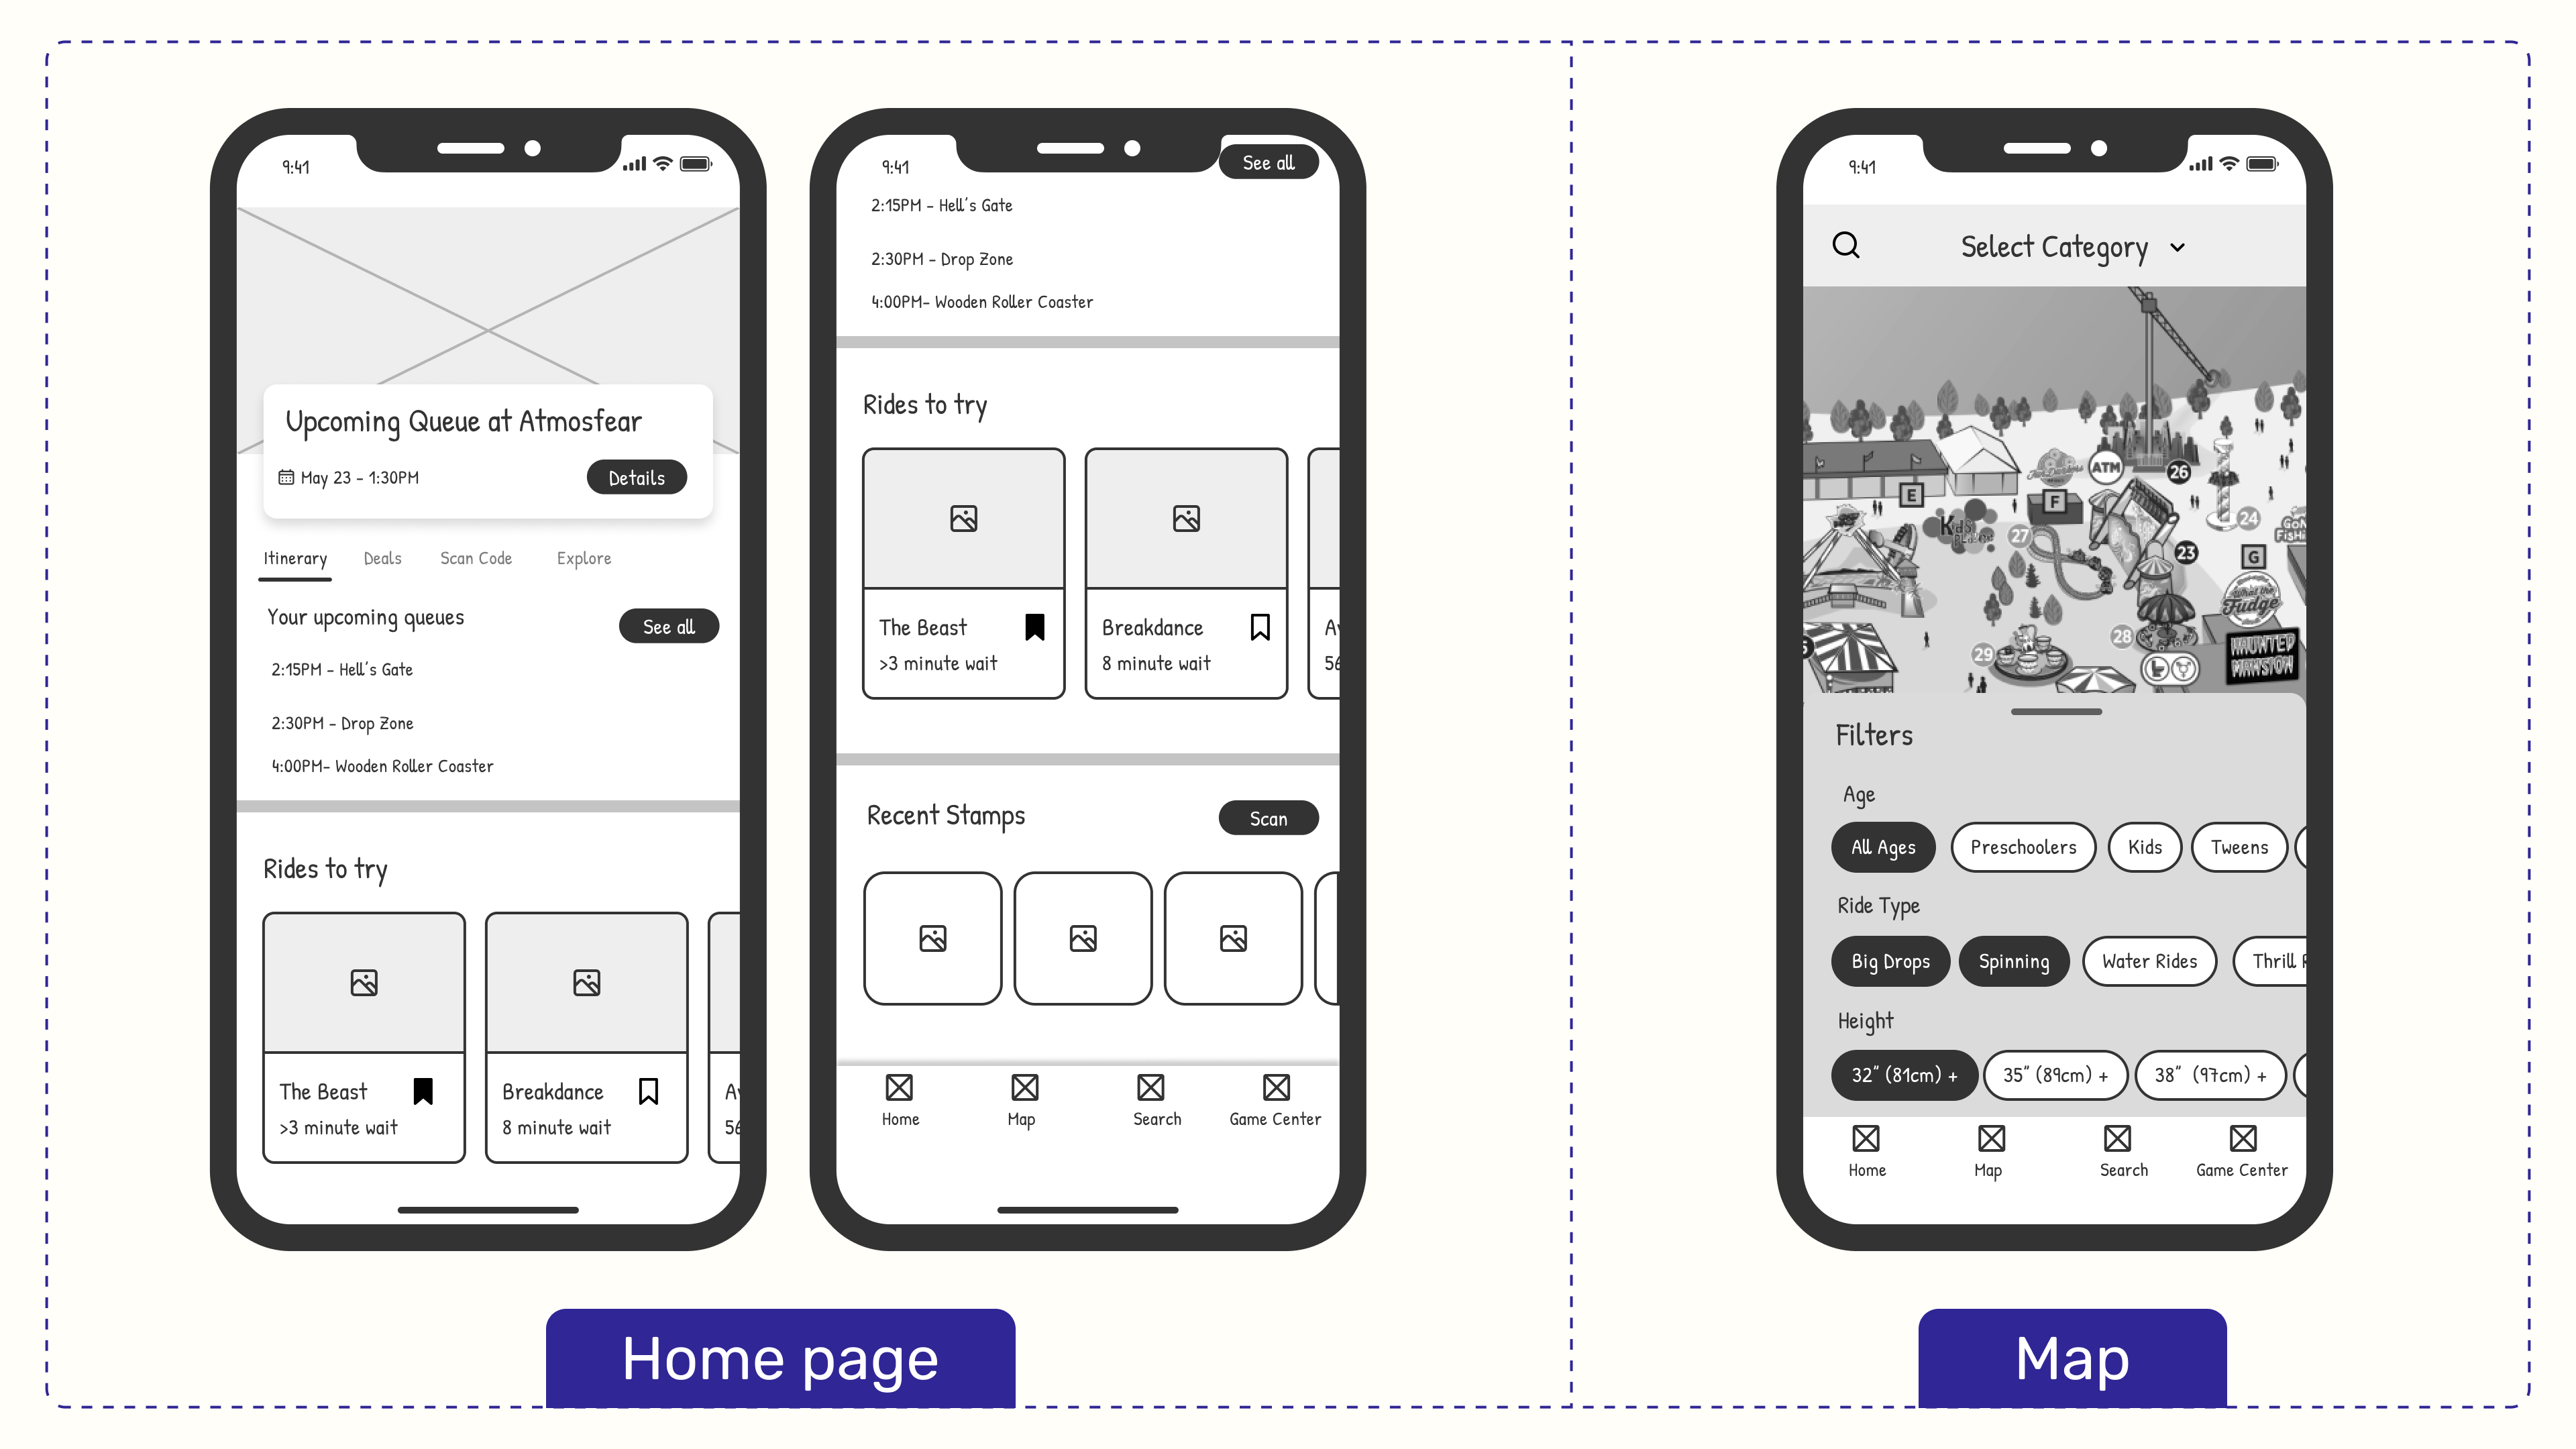 9:41
Upcoming Queue at Atmosfear
May 23 - 1:30PM
Details
Itinerary Deals Scan Code Explore
Your upcoming queues
See all
2:15PM - Hell's Gate
2:30PM - Drop Zone
4:00PM- Wooden Roller Coaster
Rides to try
The Beast
>3 minute wait
Breakdance
8 minute wait
Av
56
9:41
See all
2:15PM - Hell's Gate
2:30PM - Drop Zone
4:00PM- Wooden Roller Coaster
Rides to try
The Beast
>3 minute wait
Breakdance
8 minute wait
Av
56
Recent Stamps
Scan
Home Map Search Game Center
Home page
9:41
Select Category
ATM
26
E
F
24
Kids
27
23
G
What the
Fudge
28
29
HAUNTED
MANSION
Filters
Age
All Ages Preschoolers Kids Tweens
Ride Type
Big Drops Spinning Water Rides Thrill
Height
32" (81cm) + 35" (89cm) + 38" (97cm) +
Home Map Search Game Center
Map